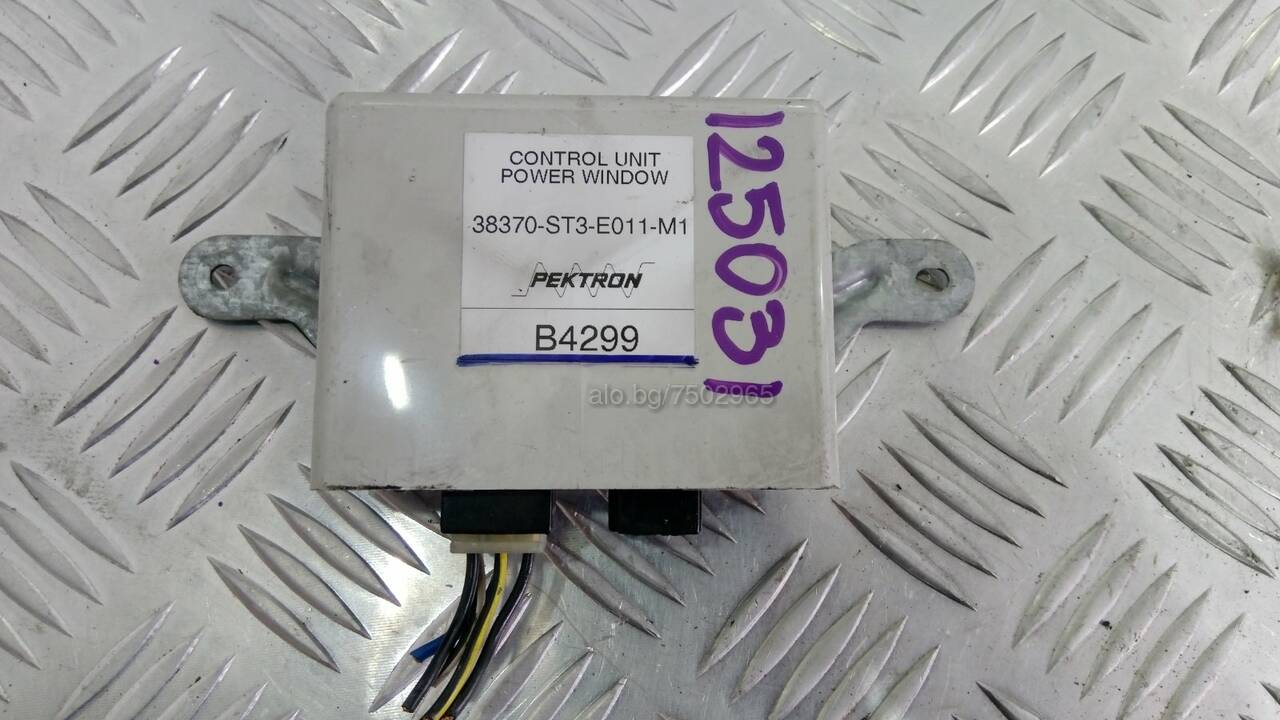 CONTROL UNIT
POWER WINDOW
38370-ST3-E011-M1
PEKTRON
B4299
12503
alo.bg/7502965